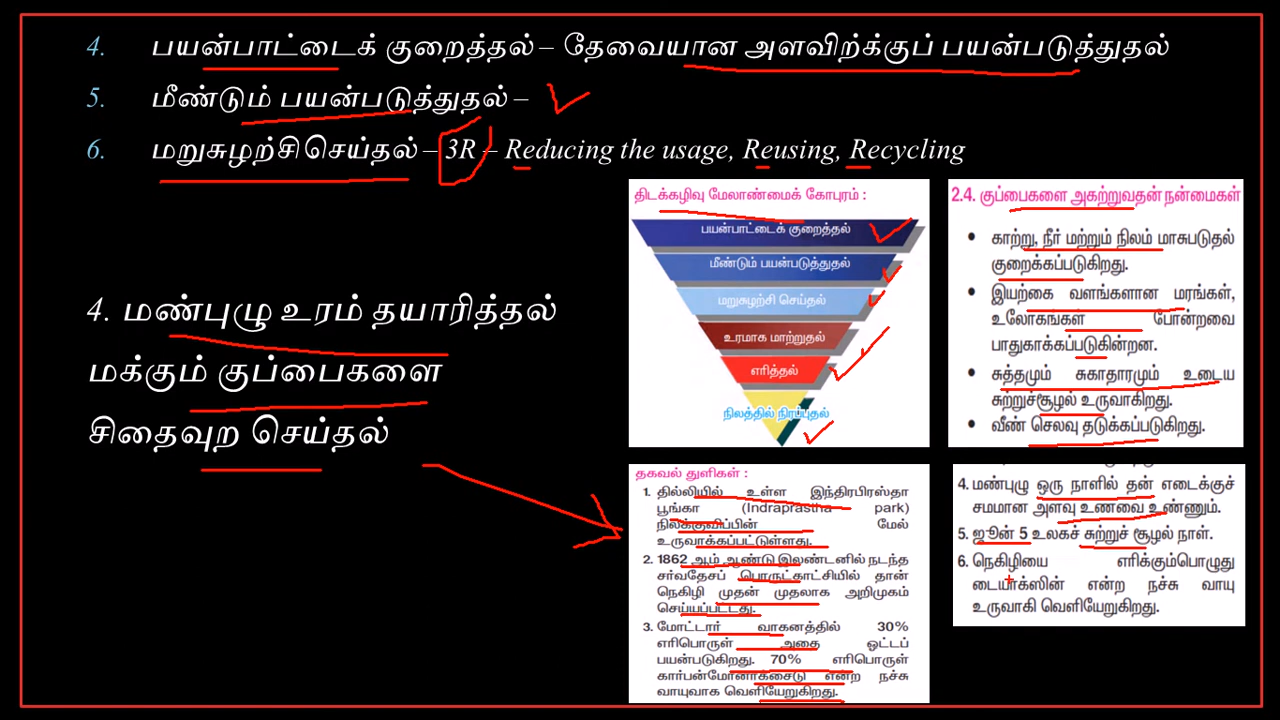 4. பயன்பாட்டைக் குறைத்தல் – தேவையான அளவிற்க்குப் பயன்படுத்துதல்
5. மீண்டும் பயன்படுத்துதல் –
6. மறுசுழற்சி செய்தல் – 3R – Reducing the usage, Reusing, Recycling
4. மண்புழு உரம் தயாரித்தல்
மக்கும் குப்பைகளை
சிதைவுற செய்தல்
திடக்கழிவு மேலாண்மைக் கோபுரம் :
பயன்பாட்டைக் குறைத்தல்
மீண்டும் பயன்படுத்துதல்
மறுசுழற்சி செய்தல்
உரமாக மாற்றுதல்
எரித்தல்
நிலத்தில் நிரப்புதல்
2.4. குப்பைகளை அகற்றுவதன் நன்மைகள்
• காற்று, நீர் மற்றும் நிலம் மாசுபடுதல்
குறைக்கப்படுகிறது.
• இயற்கை வளங்களான மரங்கள்,
உலோகங்கள் போன்றவை
பாதுகாக்கப்படுகின்றன.
• சுத்தமும் சுகாதாரமும் உடைய
சுற்றுச்சூழல் உருவாகிறது.
• வீண் செலவு தடுக்கப்படுகிறது.
தகவல் துளிகள் :
1. தில்லியில் உள்ள இந்திரபிரஸ்தா
பூங்கா (Indraprastha park)
நிலக்குவிப்பின் மேல்
உருவாக்கப்பட்டுள்ளது.
2. 1862 ஆம் ஆண்டு இலண்டனில் நடந்த
சர்வதேசப் பொருட்காட்சியில் தான்
நெகிழி முதன் முதலாக அறிமுகம்
செய்யப்பட்டது.
3. மோட்டார் வாகனத்தில் 30%
எரிபொருள் அதை ஓட்டப்
பயன்படுகிறது. 70% எரிபொருள்
கார்பன்மோனாக்சைடு என்ற நச்சு
வாயுவாக வெளியேறுகிறது.
4. மண்புழு ஒரு நாளில் தன் எடைக்குச்
சமமான அளவு உணவை உண்ணும்.
5. ஜூன் 5 உலகச் சுற்றுச் சூழல் நாள்.
6. நெகிழியை எரிக்கும்பொழுது
டையாக்ஸின் என்ற நச்சு வாயு
உருவாகி வெளியேறுகிறது.